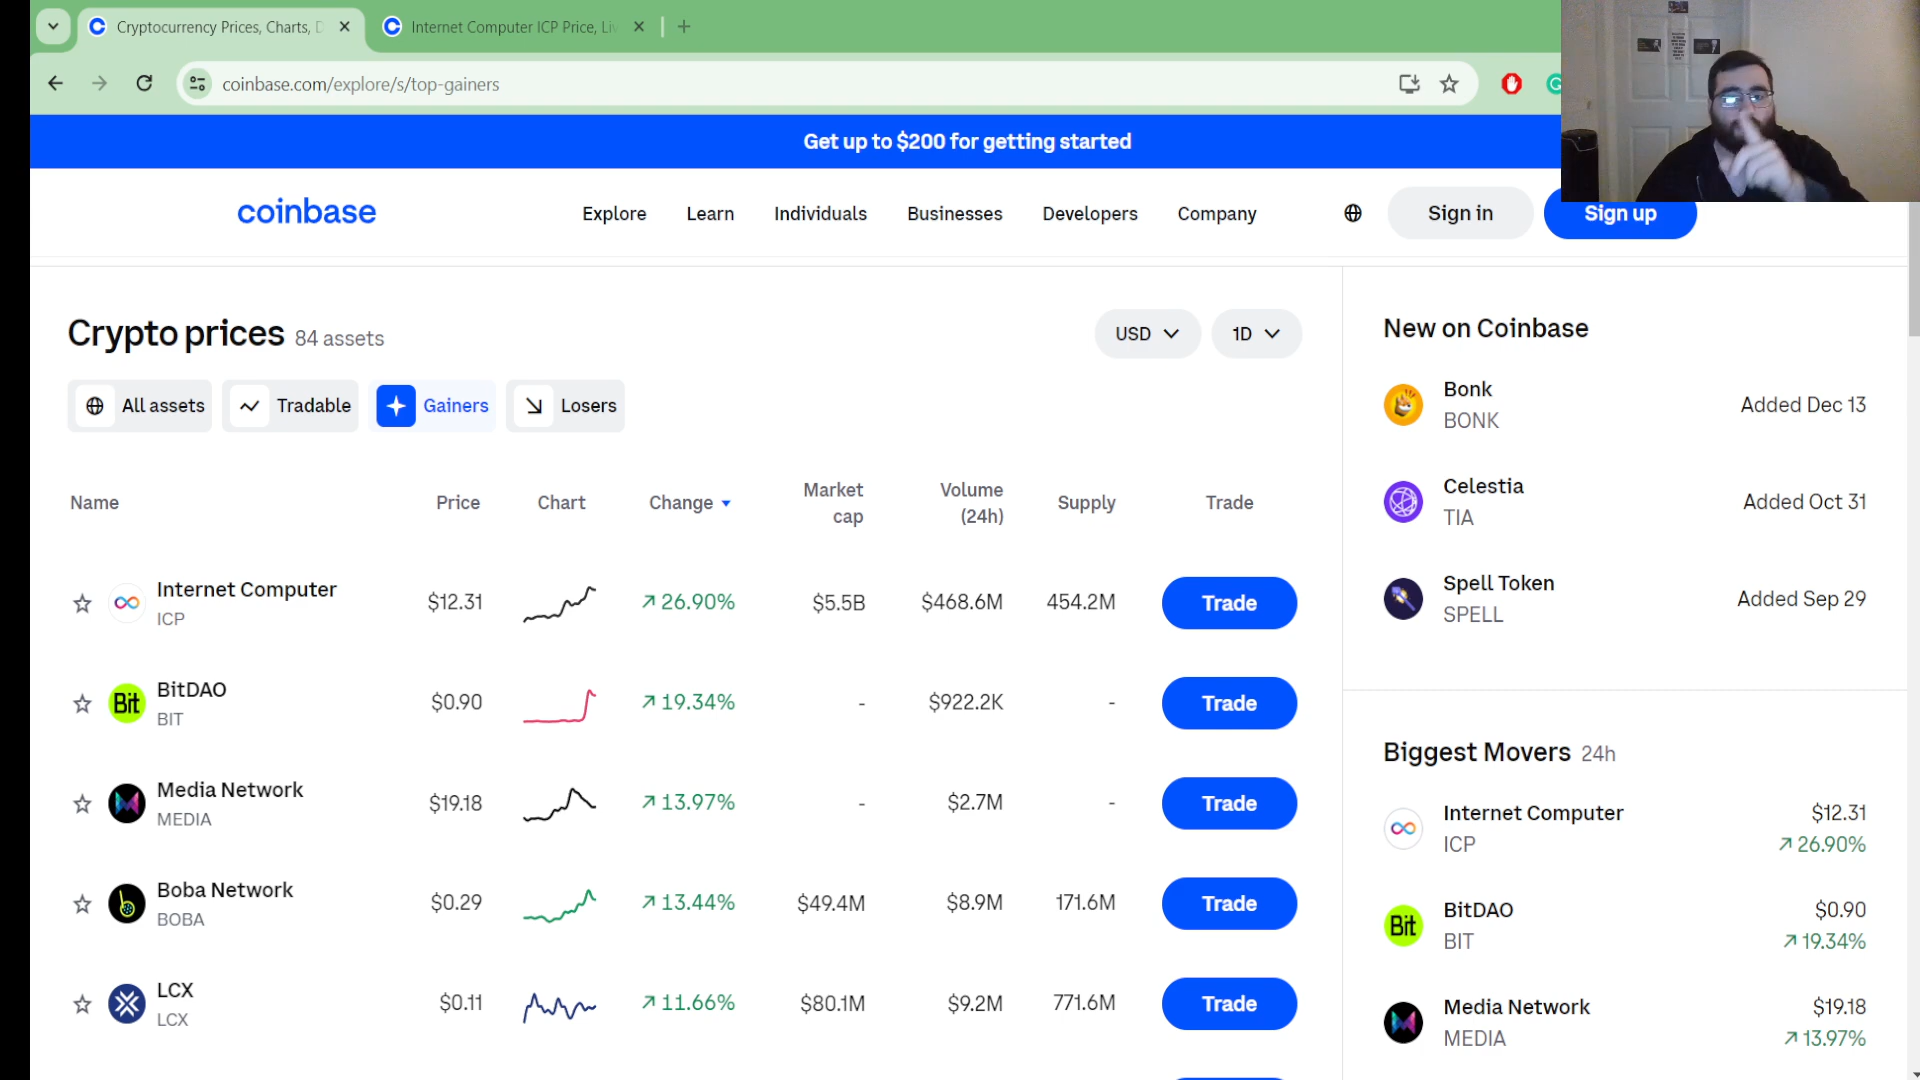 Cryptocurrency Prices, Charts, D
Internet Computer ICP Price, Liv
coinbase.com/explore/s/top-gainers
Get up to $200 for getting started
coinbase
Explore
Learn
Individuals
Businesses
Developers
Company
Sign in
Sign up
Crypto prices 84 assets
USD
1D
All assets
Tradable
Gainers
Losers
Name
Price
Chart
Change
Market cap
Volume (24h)
Supply
Trade
Internet Computer
ICP
$12.31
26.90%
$5.5B
$468.6M
454.2M
Trade
Bit
BitDAO
BIT
$0.90
19.34%
-
$922.2K
-
Trade
Media Network
MEDIA
$19.18
13.97%
-
$2.7M
-
Trade
Boba Network
BOBA
$0.29
13.44%
$49.4M
$8.9M
171.6M
Trade
LCX
LCX
$0.11
11.66%
$80.1M
$9.2M
771.6M
Trade
New on Coinbase
Bonk
BONK
Added Dec 13
Celestia
TIA
Added Oct 31
Spell Token
SPELL
Added Sep 29
Biggest Movers 24h
Internet Computer
ICP
$12.31
26.90%
Bit
BitDAO
BIT
$0.90
19.34%
Media Network
MEDIA
$19.18
13.97%